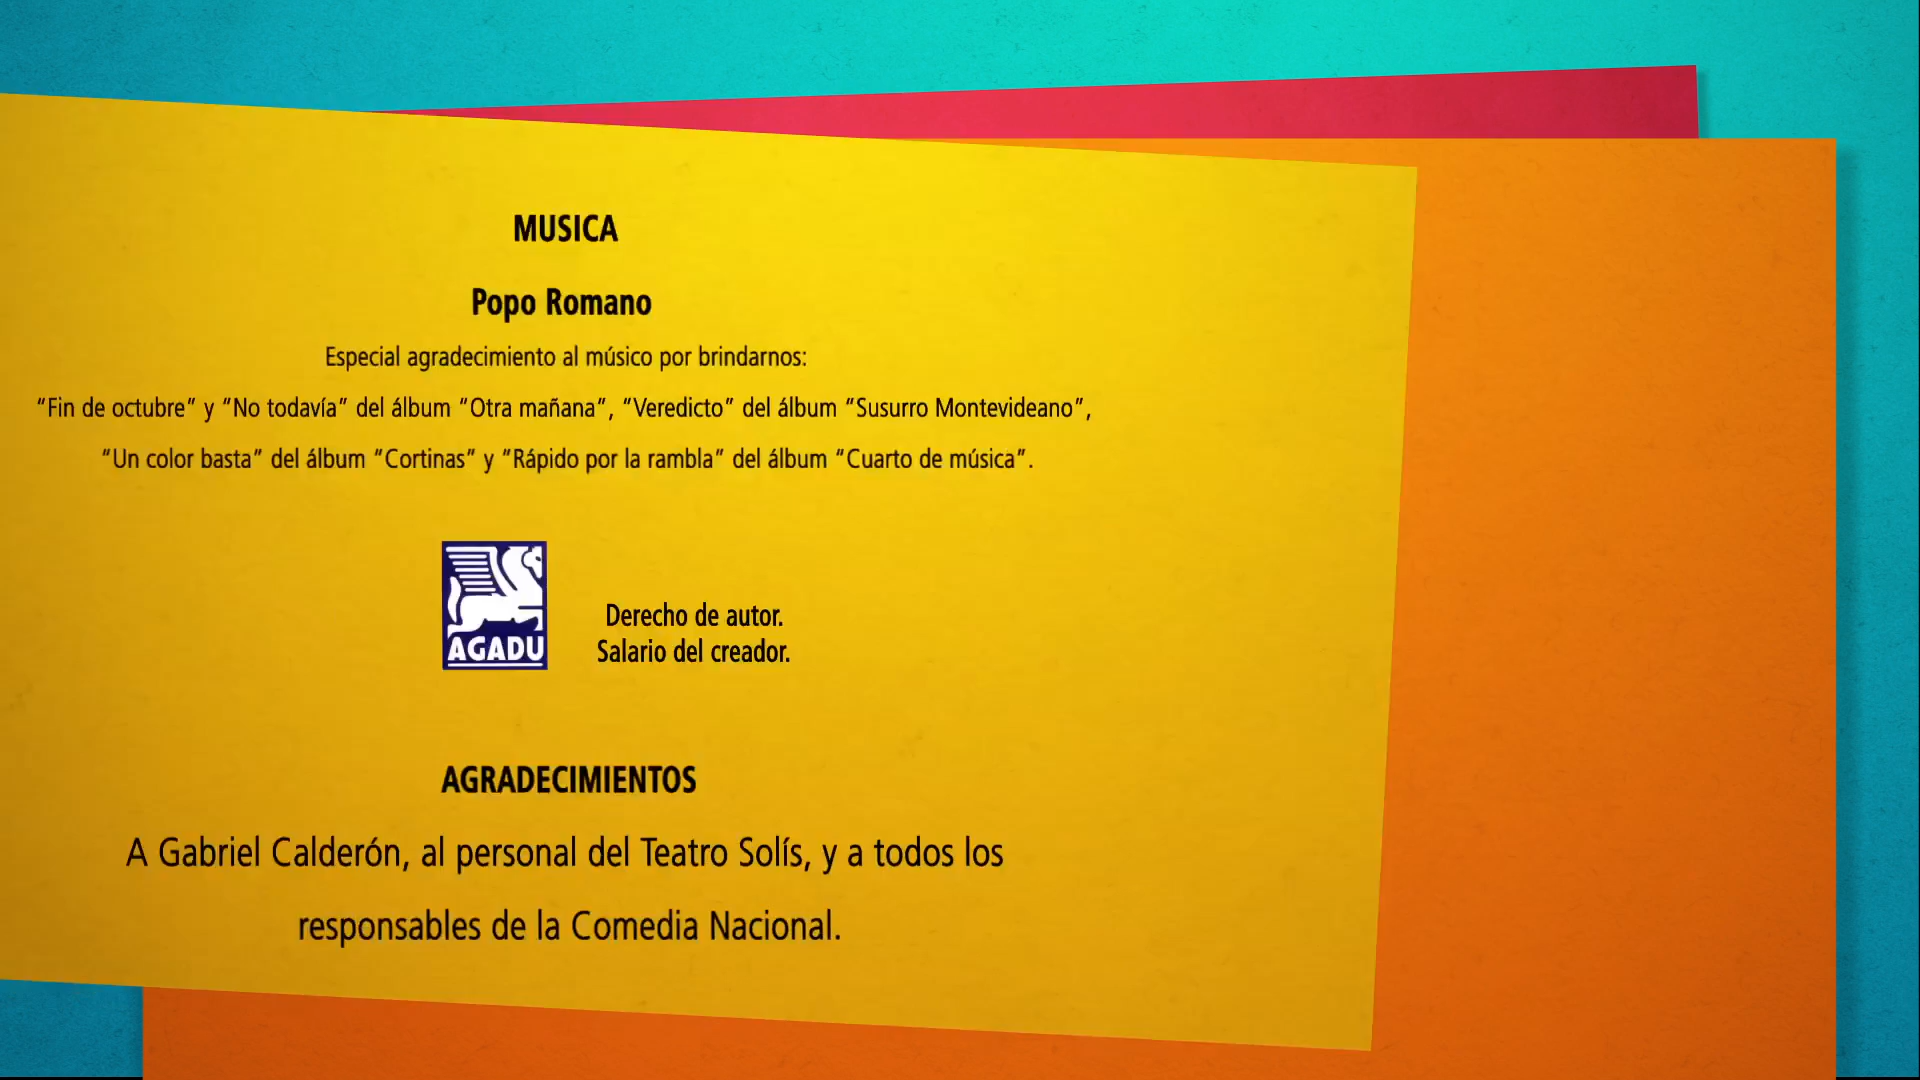 MUSICA
Popo Romano
Especial agradecimiento al músico por brindarnos:
“Fin de octubre” y “No todavía” del álbum “Otra mañana”, “Veredicto” del álbum “Susurro Montevideano”,
“Un color basta” del álbum “Cortinas” y “Rápido por la rambla” del álbum “Cuarto de música”.
AGADU
Derecho de autor.
Salario del creador.
AGRADECIMIENTOS
A Gabriel Calderón, al personal del Teatro Solís, y a todos los
responsables de la Comedia Nacional.